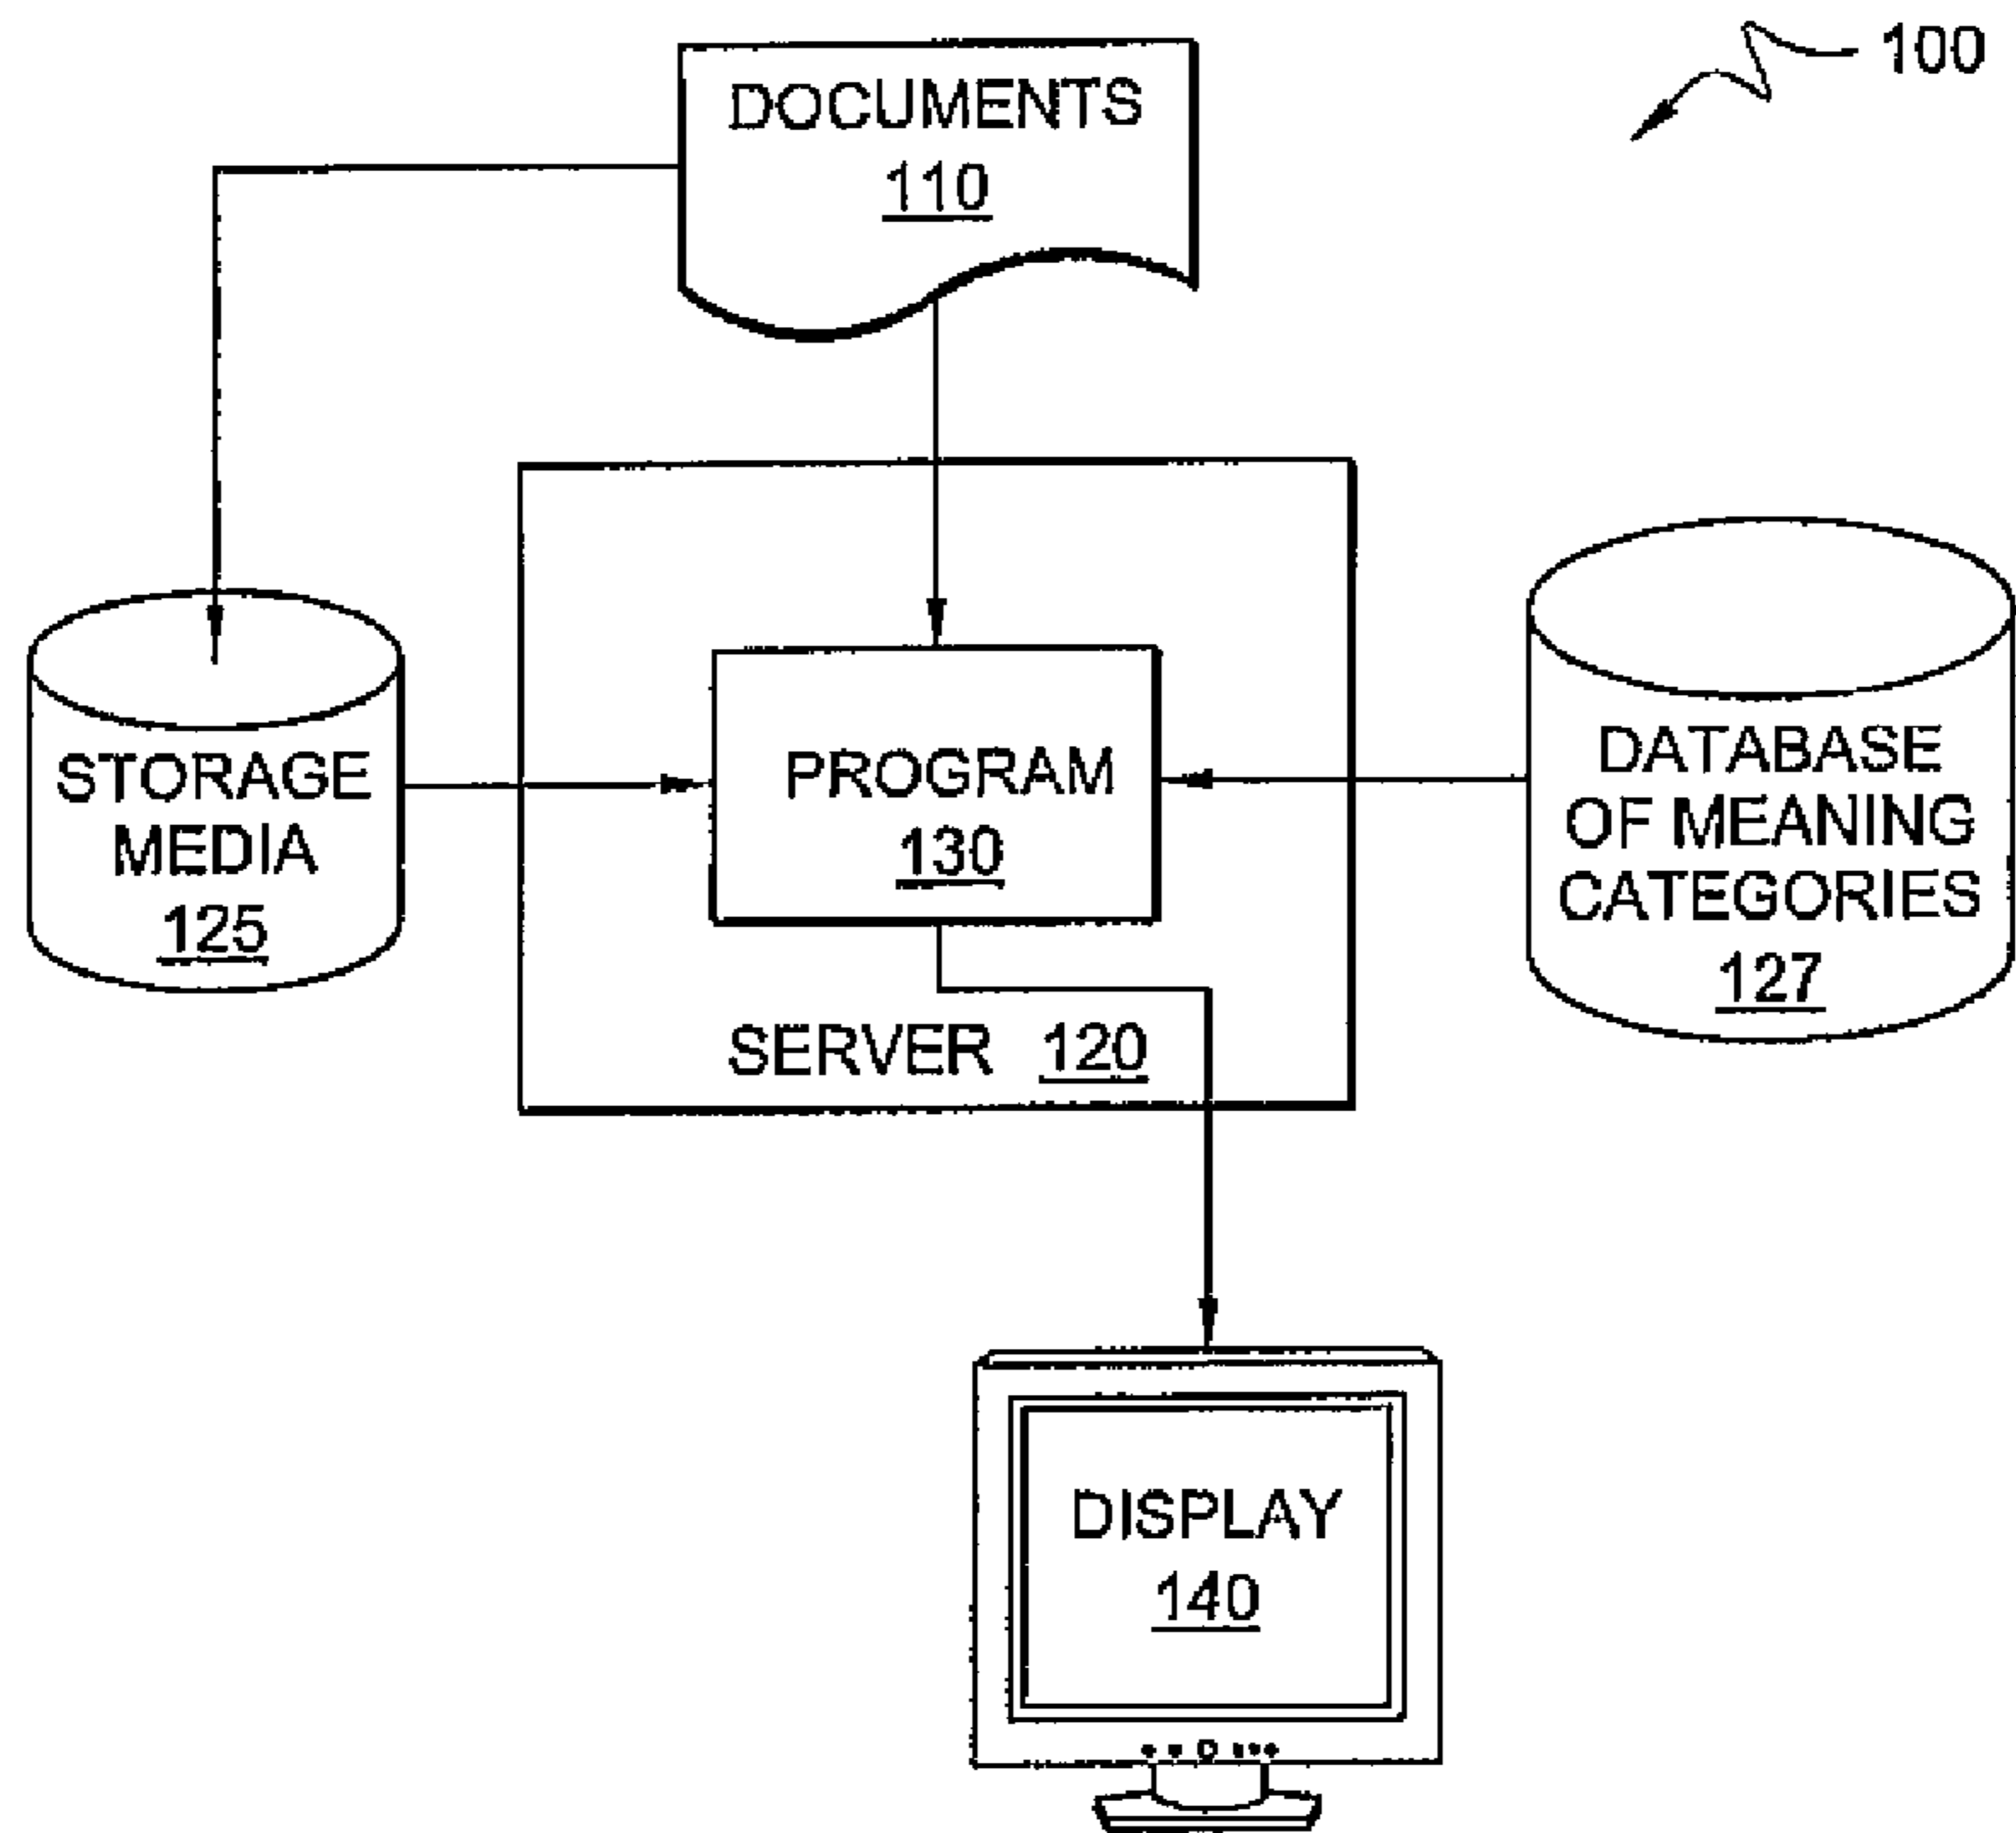 100
DOCUMENTS
110
STORAGE
MEDIA
125
PROGRAM
130
DATABASE
OF MEANING
CATEGORIES
127
SERVER 120
DISPLAY
140